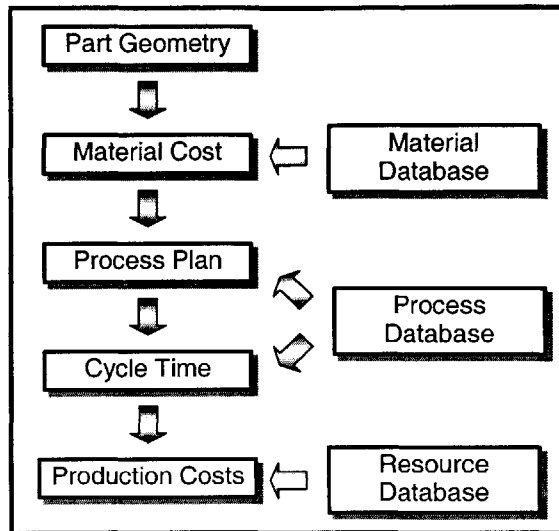 Part Geometry
Material Cost
Material
Database
Process Plan
Process
Database
Cycle Time
Production Costs
Resource
Database